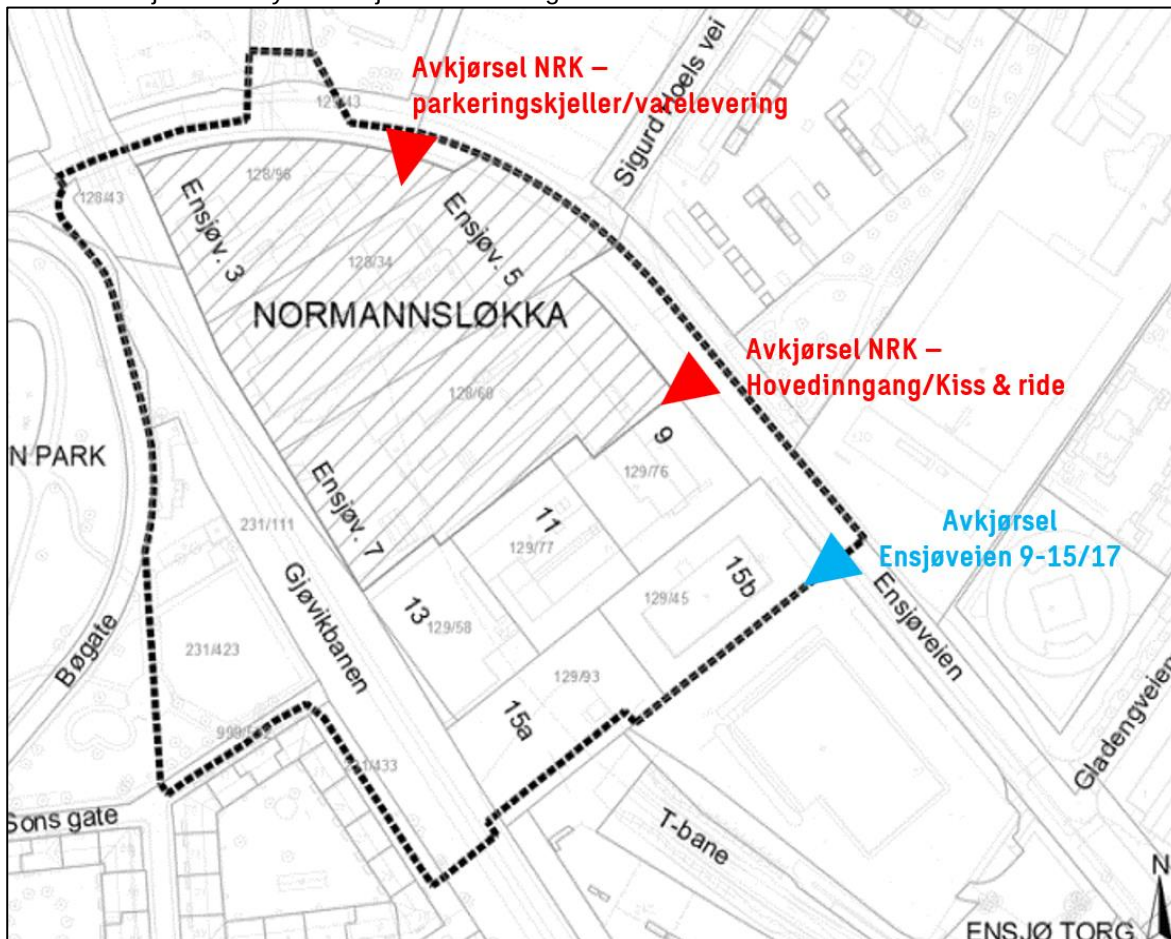 Avkjørsel NRK –
parkeringskjeller/varelevering
Sigurd Hoels vei
128/43
128/96
Ensjøv. 3
Ensjøv. 5
128/34
NORMANNSLØKKA
Avkjørsel NRK –
Hovedinngang/Kiss & ride
128/60
9
129/76
N PARK
Ensjøv. 7
231/111
11
129/77
Avkjørsel
Ensjøveien 9-15/17
15b
129/45
13
129/58
Gjøvikbanen
Ensjøveien
Bøgate
231/423
129/93
15a
Gladengveien
Sons gate
T-bane
N
ENSJØ TORG